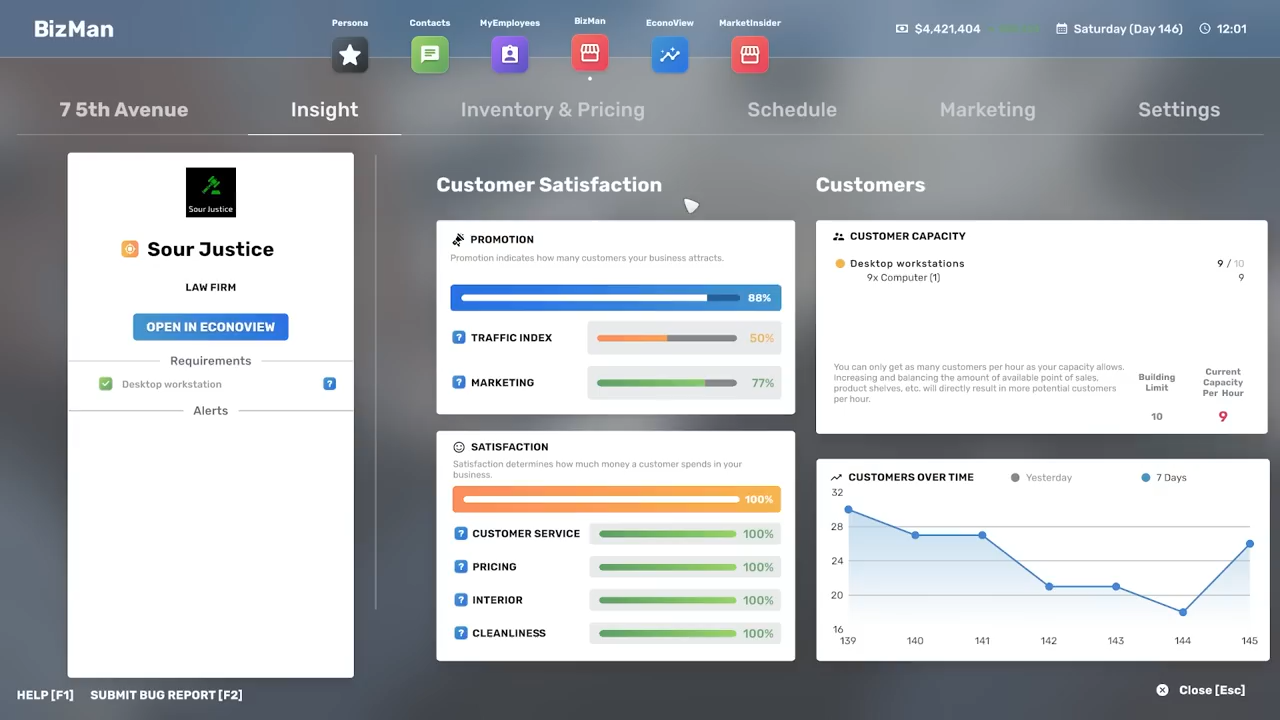 BizMan
Persona
Contacts
MyEmployees
BizMan
EconoView
MarketInsider
$4,421,404
Saturday (Day 146)
12:01
7 5th Avenue
Insight
Inventory & Pricing
Schedule
Marketing
Settings
Sour Justice
Sour Justice
LAW FIRM
OPEN IN ECONOVIEW
Requirements
Desktop workstation
?
Alerts
Customer Satisfaction
PROMOTION
Promotion indicates how many customers your business attracts.
88%
? TRAFFIC INDEX 50%
? MARKETING 77%
SATISFACTION
Satisfaction determines how much money a customer spends in your
business.
100%
? CUSTOMER SERVICE 100%
? PRICING 100%
? INTERIOR 100%
? CLEANLINESS 100%
Customers
CUSTOMER CAPACITY
Desktop workstations 9 / 10
9x Computer (1) 9
You can only get as many customers per hour as your capacity allows.
Increasing and balancing the amount of available point of sales,
product shelves, etc. will directly result in more potential customers
per hour.
Building
Limit
10
Current
Capacity
Per Hour
9
CUSTOMERS OVER TIME
Yesterday
7 Days
32
28
24
20
16
139 140 141 142 143 144 145
HELP [F1]
SUBMIT BUG REPORT [F2]
Close [Esc]